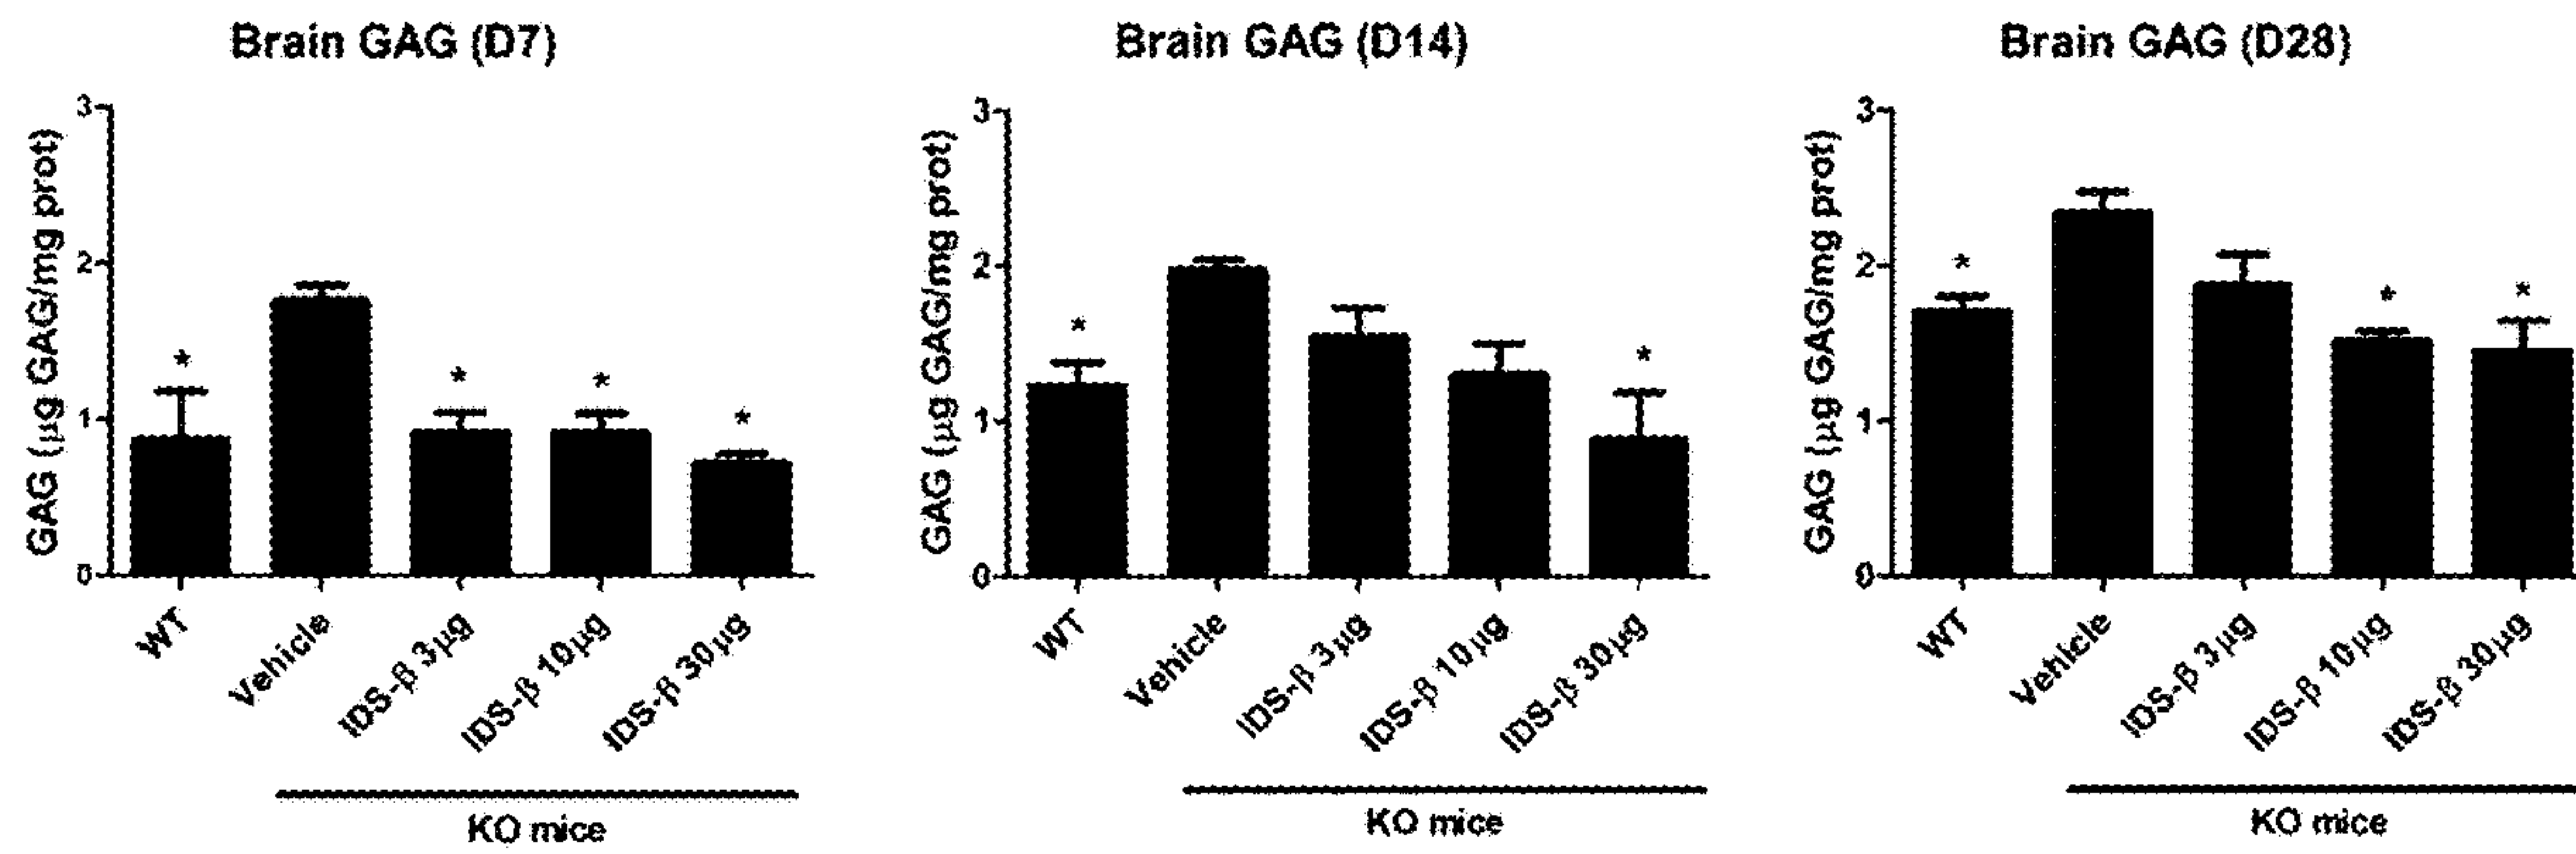 Brain GAG (D7)
GAG (µg GAG/mg prot)
3
2
1
0
*
*
*
*
WT
Vehicle
IDS-β 3µg
IDS-β 10µg
IDS-β 30µg
KO mice
Brain GAG (D14)
GAG (µg GAG/mg prot)
3
2
1
0
*
*
WT
Vehicle
IDS-β 3µg
IDS-β 10µg
IDS-β 30µg
KO mice
Brain GAG (D28)
GAG (µg GAG/mg prot)
3
2
1
0
*
*
*
WT
Vehicle
IDS-β 3µg
IDS-β 10µg
IDS-β 30µg
KO mice